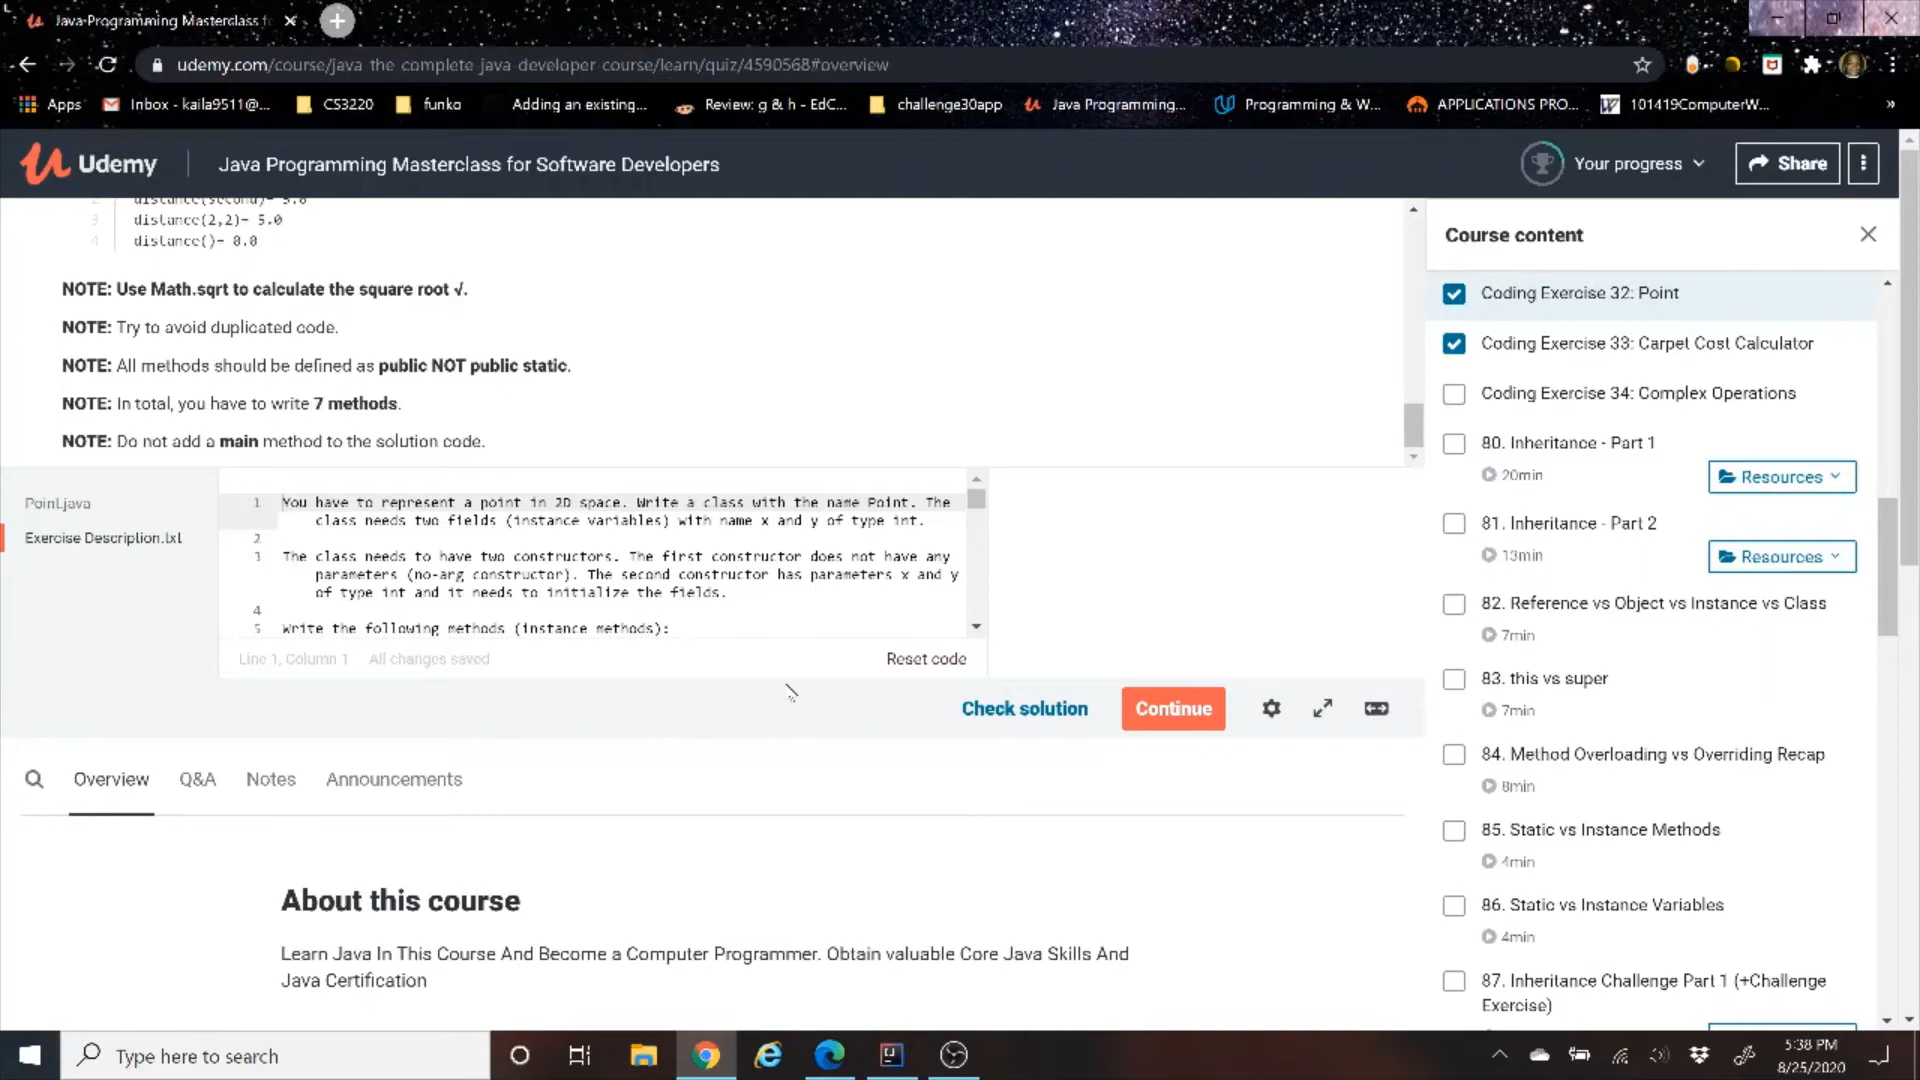 Java Programming Masterclass f
udemy.com/course/java the complete java developer course/learn/quiz/4590568#overview
Apps
Inbox - kaila9511@...
CS3220
funko
Adding an existing...
Review: g & h - EdC...
challenge30app
Java Programming...
Programming & W...
APPLICATIONS PRO...
101419ComputerW...
»
Udemy
Java Programming Masterclass for Software Developers
Your progress
Share
2 distance(second)= 5.0
3 distance(2,2)= 5.0
4 distance()= 0.0
NOTE: Use Math.sqrt to calculate the square root √.
NOTE: Try to avoid duplicated code.
NOTE: All methods should be defined as public NOT public static.
NOTE: In total, you have to write 7 methods.
NOTE: Do not add a main method to the solution code.
Point.java
Exercise Description.txt
1 You have to represent a point in 2D space. Write a class with the name Point. The
class needs two fields (instance variables) with name x and y of type int.
2
3 The class needs to have two constructors. The first constructor does not have any
parameters (no-arg constructor). The second constructor has parameters x and y
of type int and it needs to initialize the fields.
4
5 Write the following methods (instance methods):
Line 1, Column 1 All changes saved
Reset code
Check solution
Continue
Overview
Q&A
Notes
Announcements
About this course
Learn Java In This Course And Become a Computer Programmer. Obtain valuable Core Java Skills And
Java Certification
Course content
Coding Exercise 32: Point
Coding Exercise 33: Carpet Cost Calculator
Coding Exercise 34: Complex Operations
80. Inheritance - Part 1
20min
Resources
81. Inheritance - Part 2
13min
Resources
82. Reference vs Object vs Instance vs Class
7min
83. this vs super
7min
84. Method Overloading vs Overriding Recap
8min
85. Static vs Instance Methods
4min
86. Static vs Instance Variables
4min
87. Inheritance Challenge Part 1 (+Challenge
Exercise)
Type here to search
5:38 PM
8/25/2020